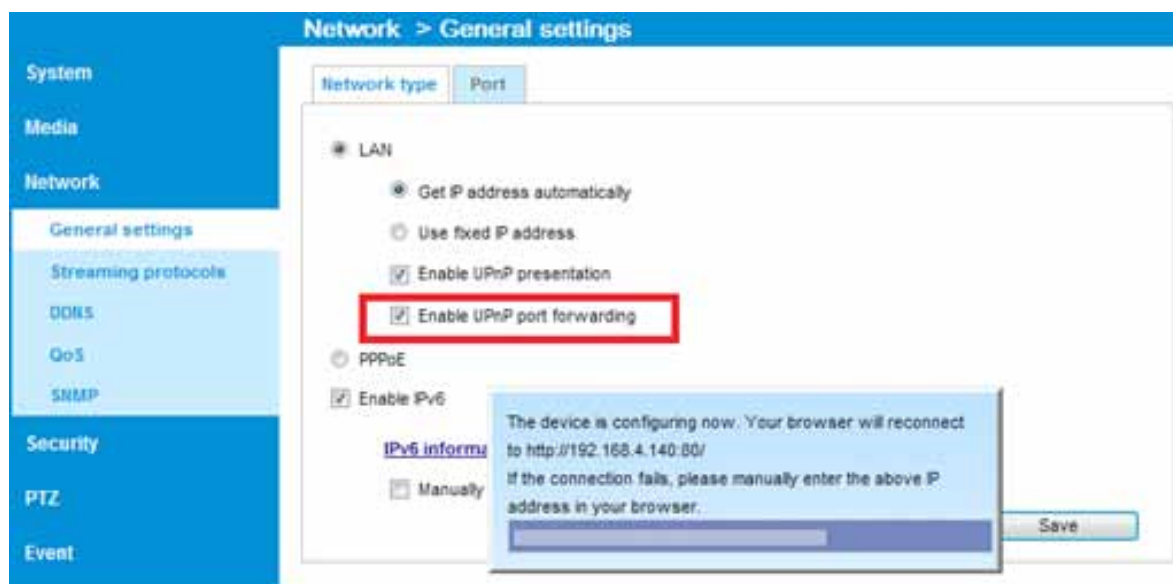 Network > General settings
System
Media
Network
General settings
Streaming protocols
DDNS
QoS
SNMP
Security
PTZ
Event
Network type
Port
LAN
Get IP address automatically
Use fixed IP address
Enable UPnP presentation
Enable UPnP port forwarding
PPPoE
Enable IPv6
IPv6 informa
Manually
The device is configuring now. Your browser will reconnect
to http://192.168.4.140:80/
If the connection fails, please manually enter the above IP
address in your browser.
Save